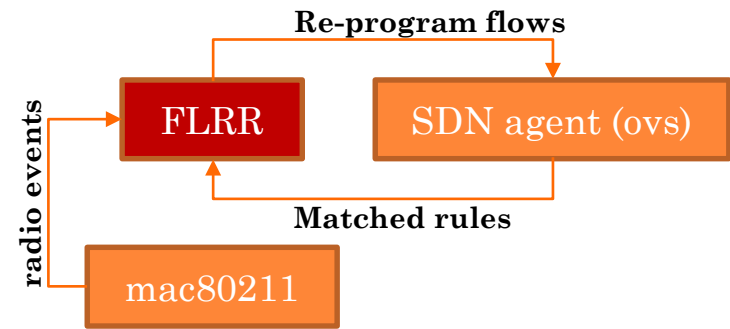 Re-program flows
FLRR
SDN agent (ovs)
radio events
Matched rules
mac80211